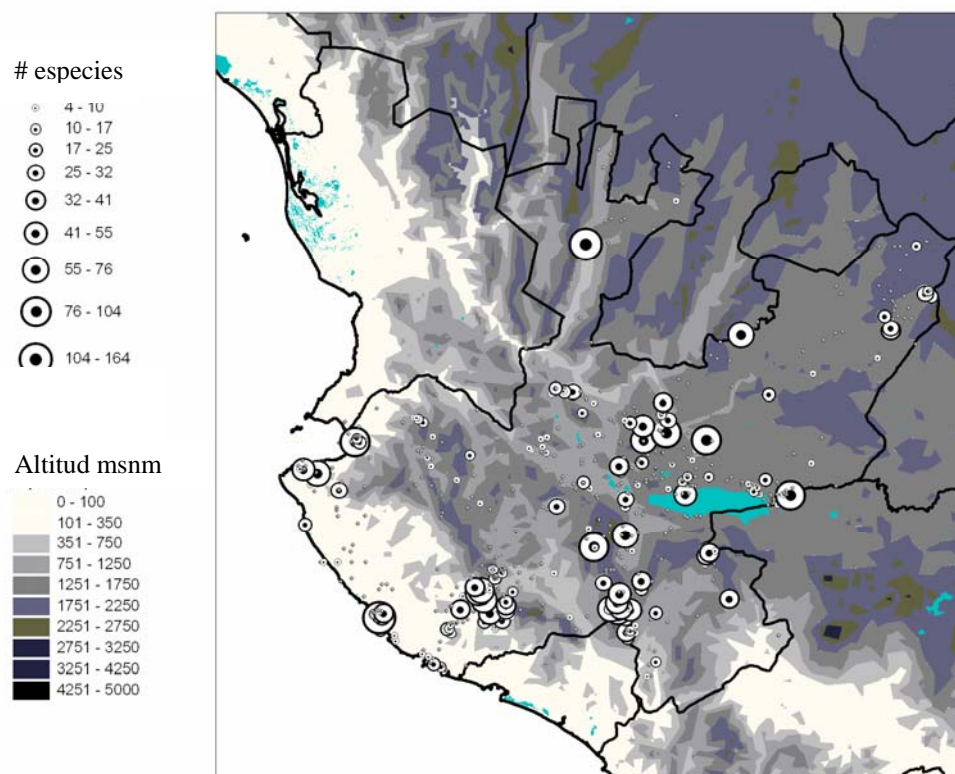 # especies
4 - 10
10 - 17
17 - 25
25 - 32
32 - 41
41 - 55
55 - 76
76 - 104
104 - 164
Altitud msnm
0 - 100
101 - 350
351 - 750
751 - 1250
1251 - 1750
1751 - 2250
2251 - 2750
2751 - 3250
3251 - 4250
4251 - 5000